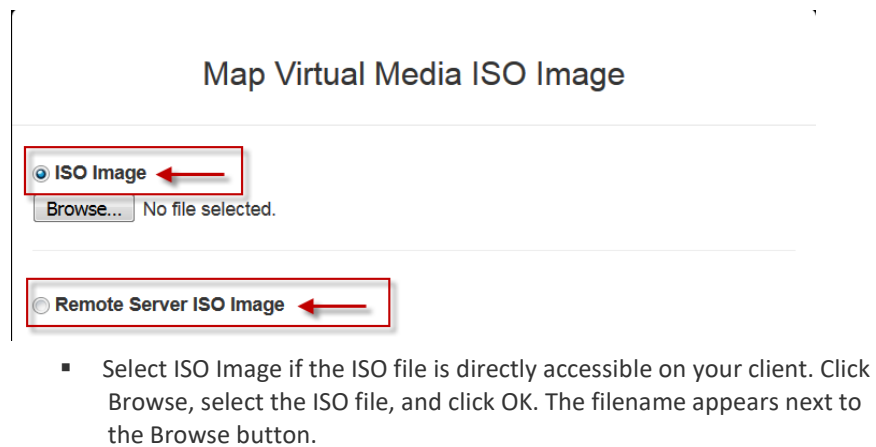 Map Virtual Media ISO Image
ISO Image
Browse... No file selected.
Remote Server ISO Image
▪ Select ISO Image if the ISO file is directly accessible on your client. Click
Browse, select the ISO file, and click OK. The filename appears next to
the Browse button.